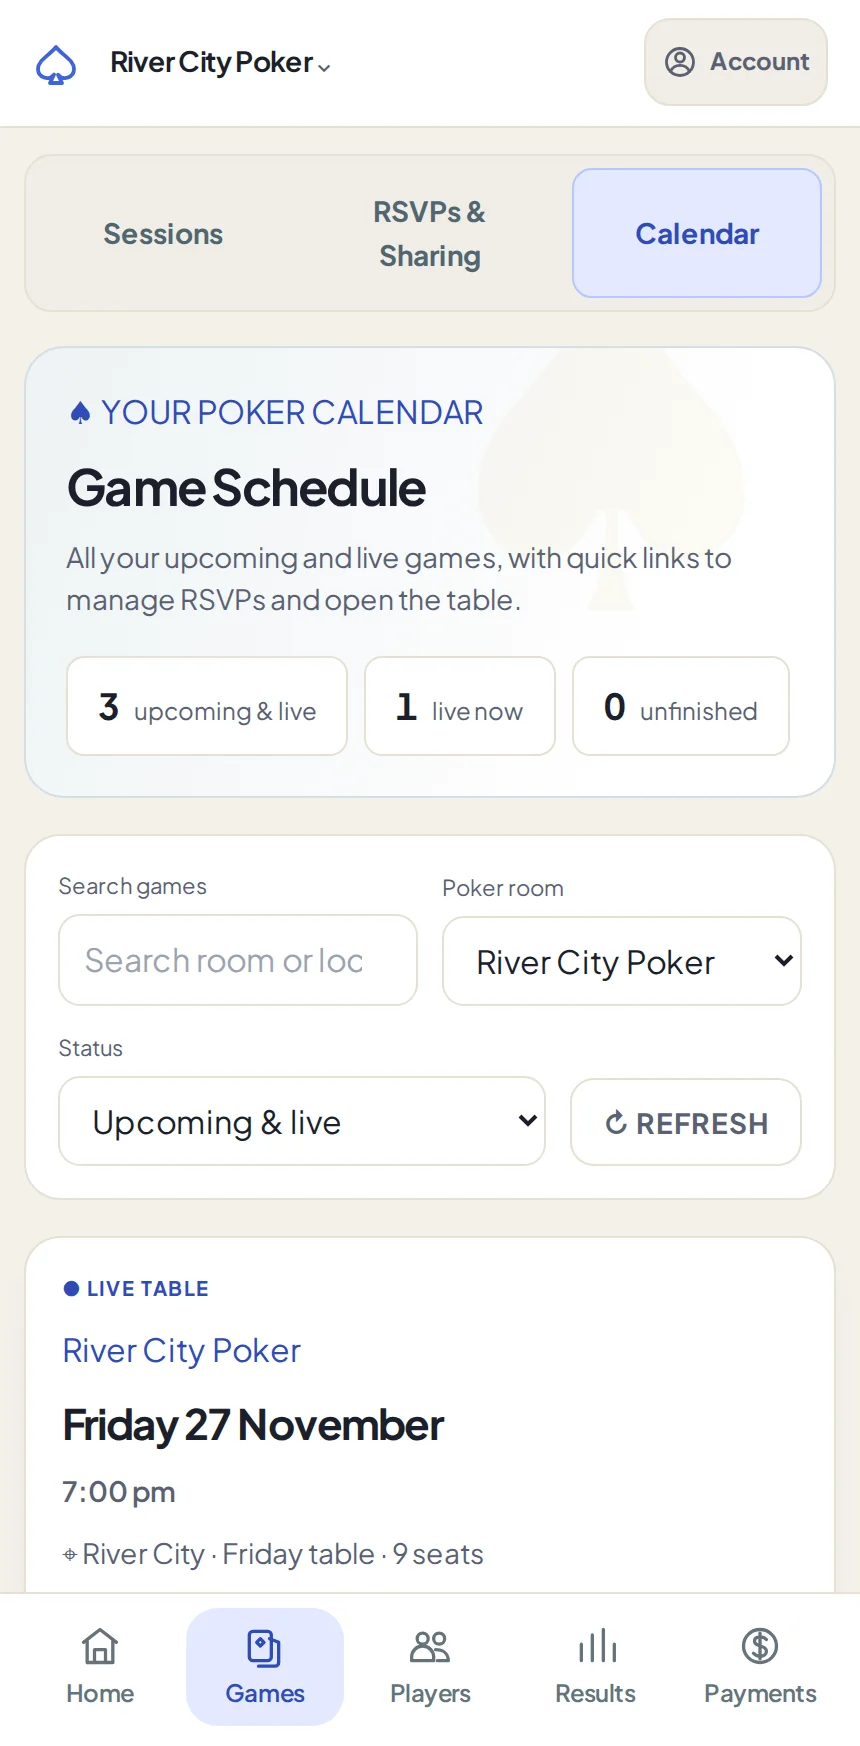 River City Poker
Account
Sessions
RSVPs &
Sharing
Calendar
YOUR POKER CALENDAR
Game Schedule
All your upcoming and live games, with quick links to
manage RSVPs and open the table.
3 upcoming & live
1 live now
0 unfinished
Search games
Poker room
Search room or loc
River City Poker
Status
Upcoming & live
↻ REFRESH
LIVE TABLE
River City Poker
Friday 27 November
7:00 pm
⌖ River City · Friday table · 9 seats
Home
Games
Players
Results
Payments